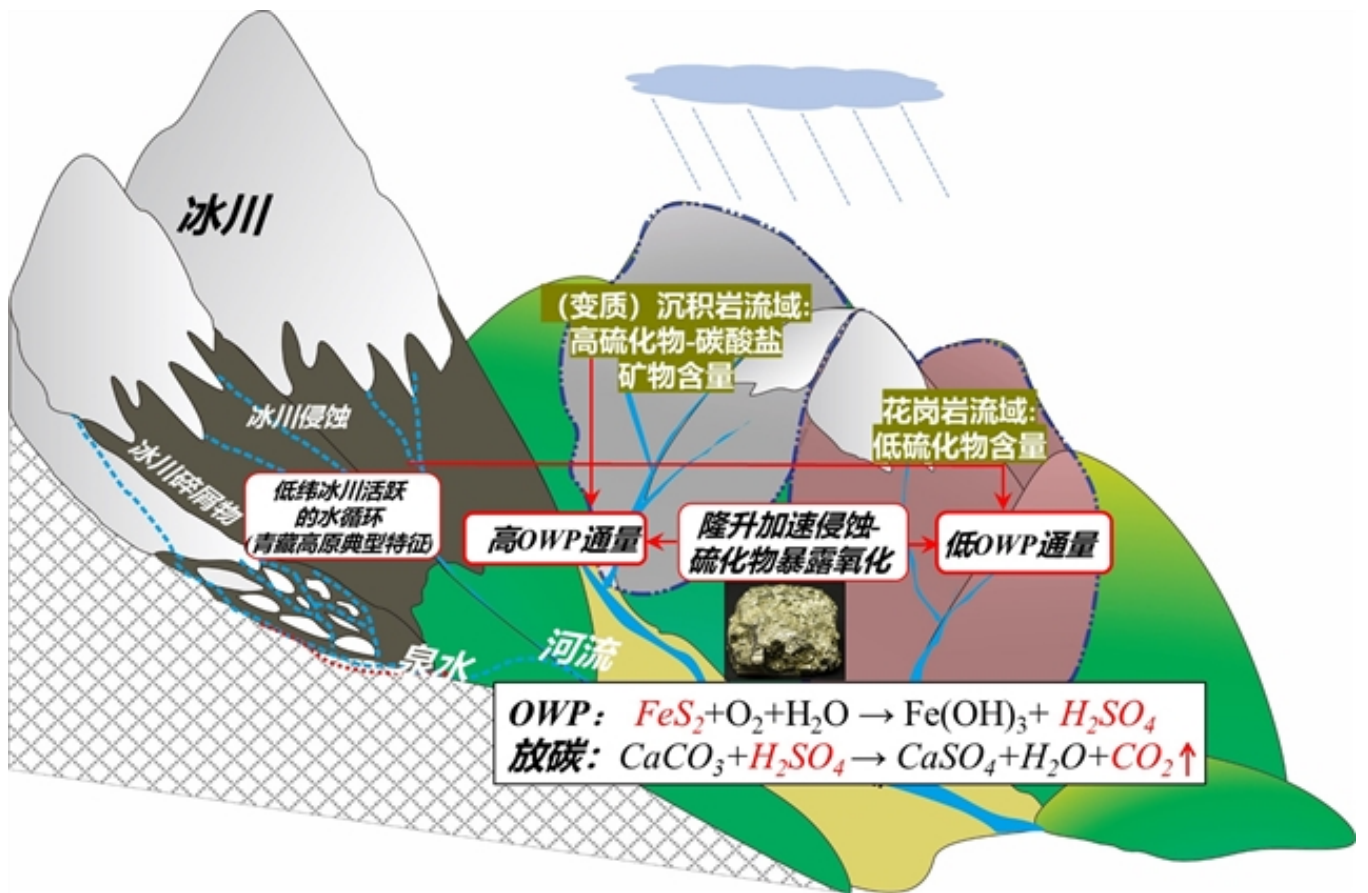 冰川
（变质）沉积岩流域：
高硫化物-碳酸盐
矿物含量
花岗岩流域：
低硫化物含量
冰川侵蚀
冰川碎屑物
低纬冰川活跃
的水循环
(青藏高原典型特征)
高OWP通量
隆升加速侵蚀-
硫化物暴露氧化
低OWP通量
泉水
河流
OWP：FeS₂+O₂+H₂O→Fe(OH)₃+ H₂SO₄
放碳：CaCO₃+H₂SO₄→CaSO₄+H₂O+CO₂↑